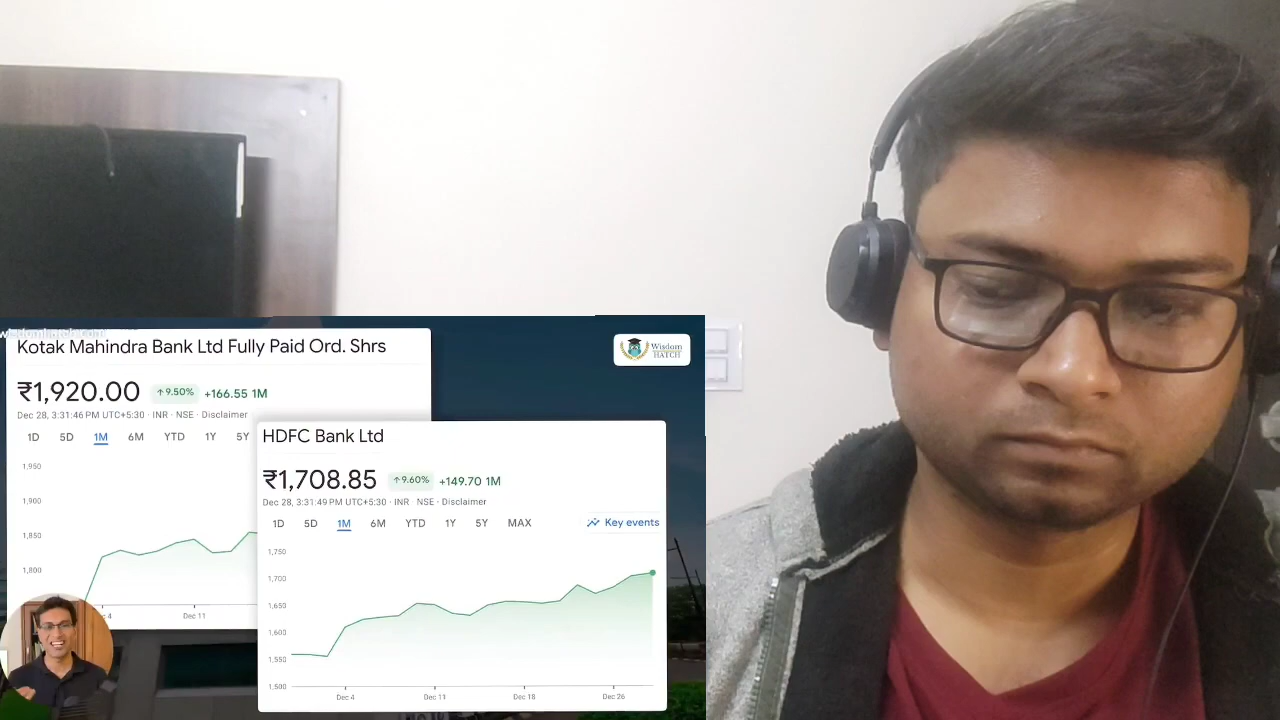 wisdomhatch.com
Kotak Mahindra Bank Ltd Fully Paid Ord. Shrs
₹1,920.00 ↑9.50% +166.55 1M
Dec 28, 3:31:46 PM UTC+5:30 · INR · NSE · Disclaimer
1D 5D 1M 6M YTD 1Y 5Y
1,950
1,900
1,850
1,800
4 Dec 11
Wisdom
HATCH
HDFC Bank Ltd
₹1,708.85 ↑9.60% +149.70 1M
Dec 28, 3:31:49 PM UTC+5:30 · INR · NSE · Disclaimer
1D 5D 1M 6M YTD 1Y 5Y MAX Key events
1,750
1,700
1,650
1,600
1,550
1,500
Dec 4 Dec 11 Dec 18 Dec 26